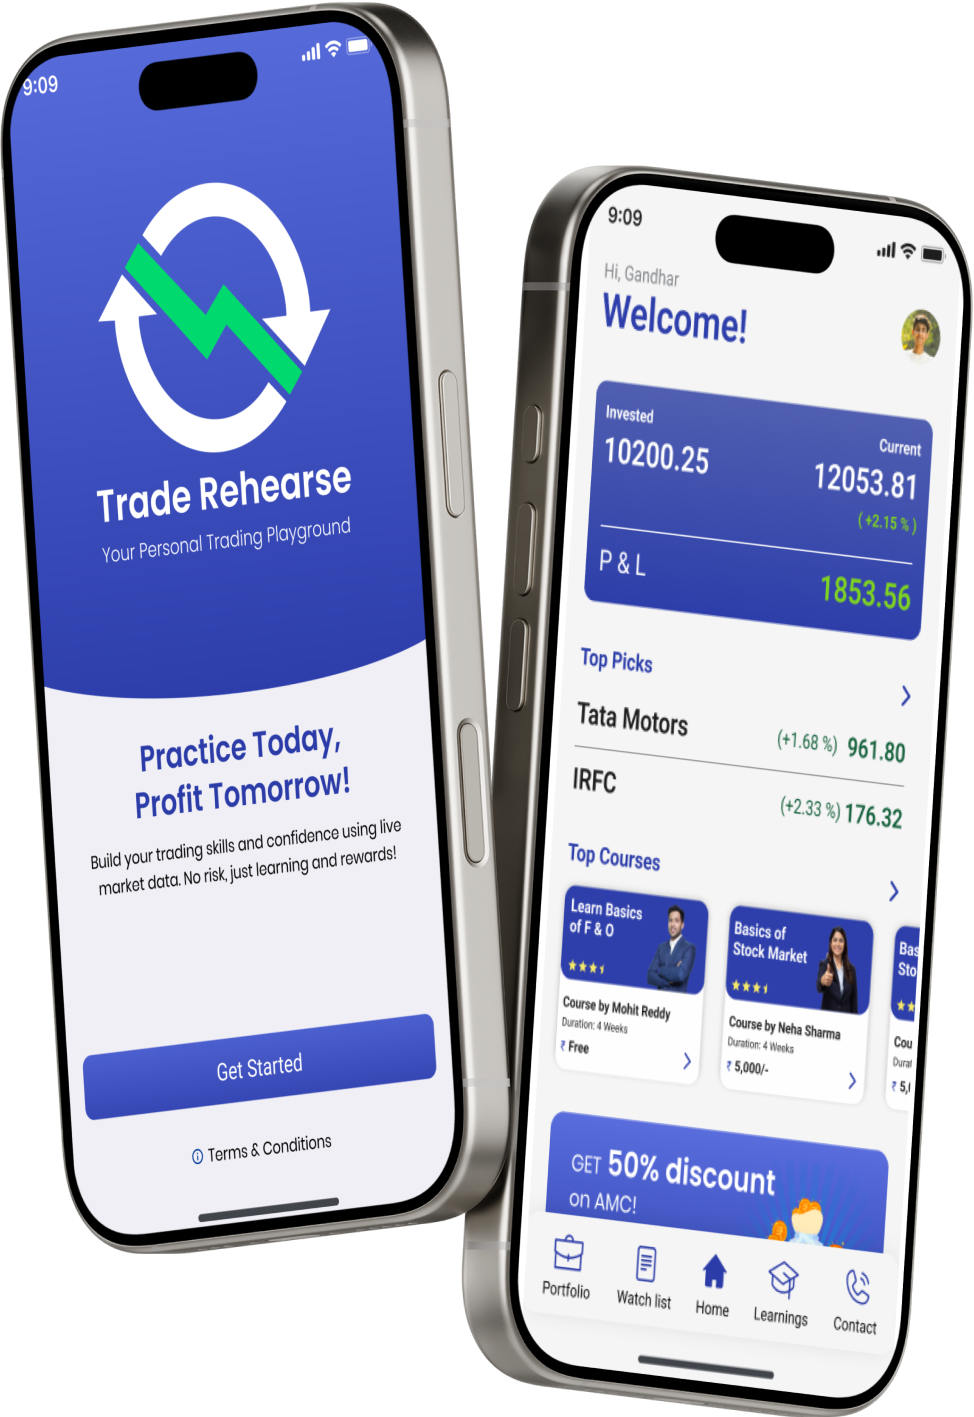 9:09
Trade Rehearse
Your Personal Trading Playground
Practice Today,
Profit Tomorrow!
Build your trading skills and confidence using live
market data. No risk, just learning and rewards!
Get Started
Terms & Conditions
9:09
Hi, Gandhar
Welcome!
Invested
10200.25
Current
12053.81
(+2.15 %)
P & L
1853.56
Top Picks
Tata Motors (+1.68 %) 961.80
IRFC (+2.33 %) 176.32
Top Courses
Learn Basics
of F & O
Course by Mohit Reddy
Duration: 4 Weeks
₹ Free
Basics of
Stock Market
Course by Neha Sharma
Duration: 4 Weeks
₹ 5,000/-
Bas
Sto
Cou
Durat
₹ 5,
GET 50% discount
on AMC!
Portfolio
Watch list
Home
Learnings
Contact